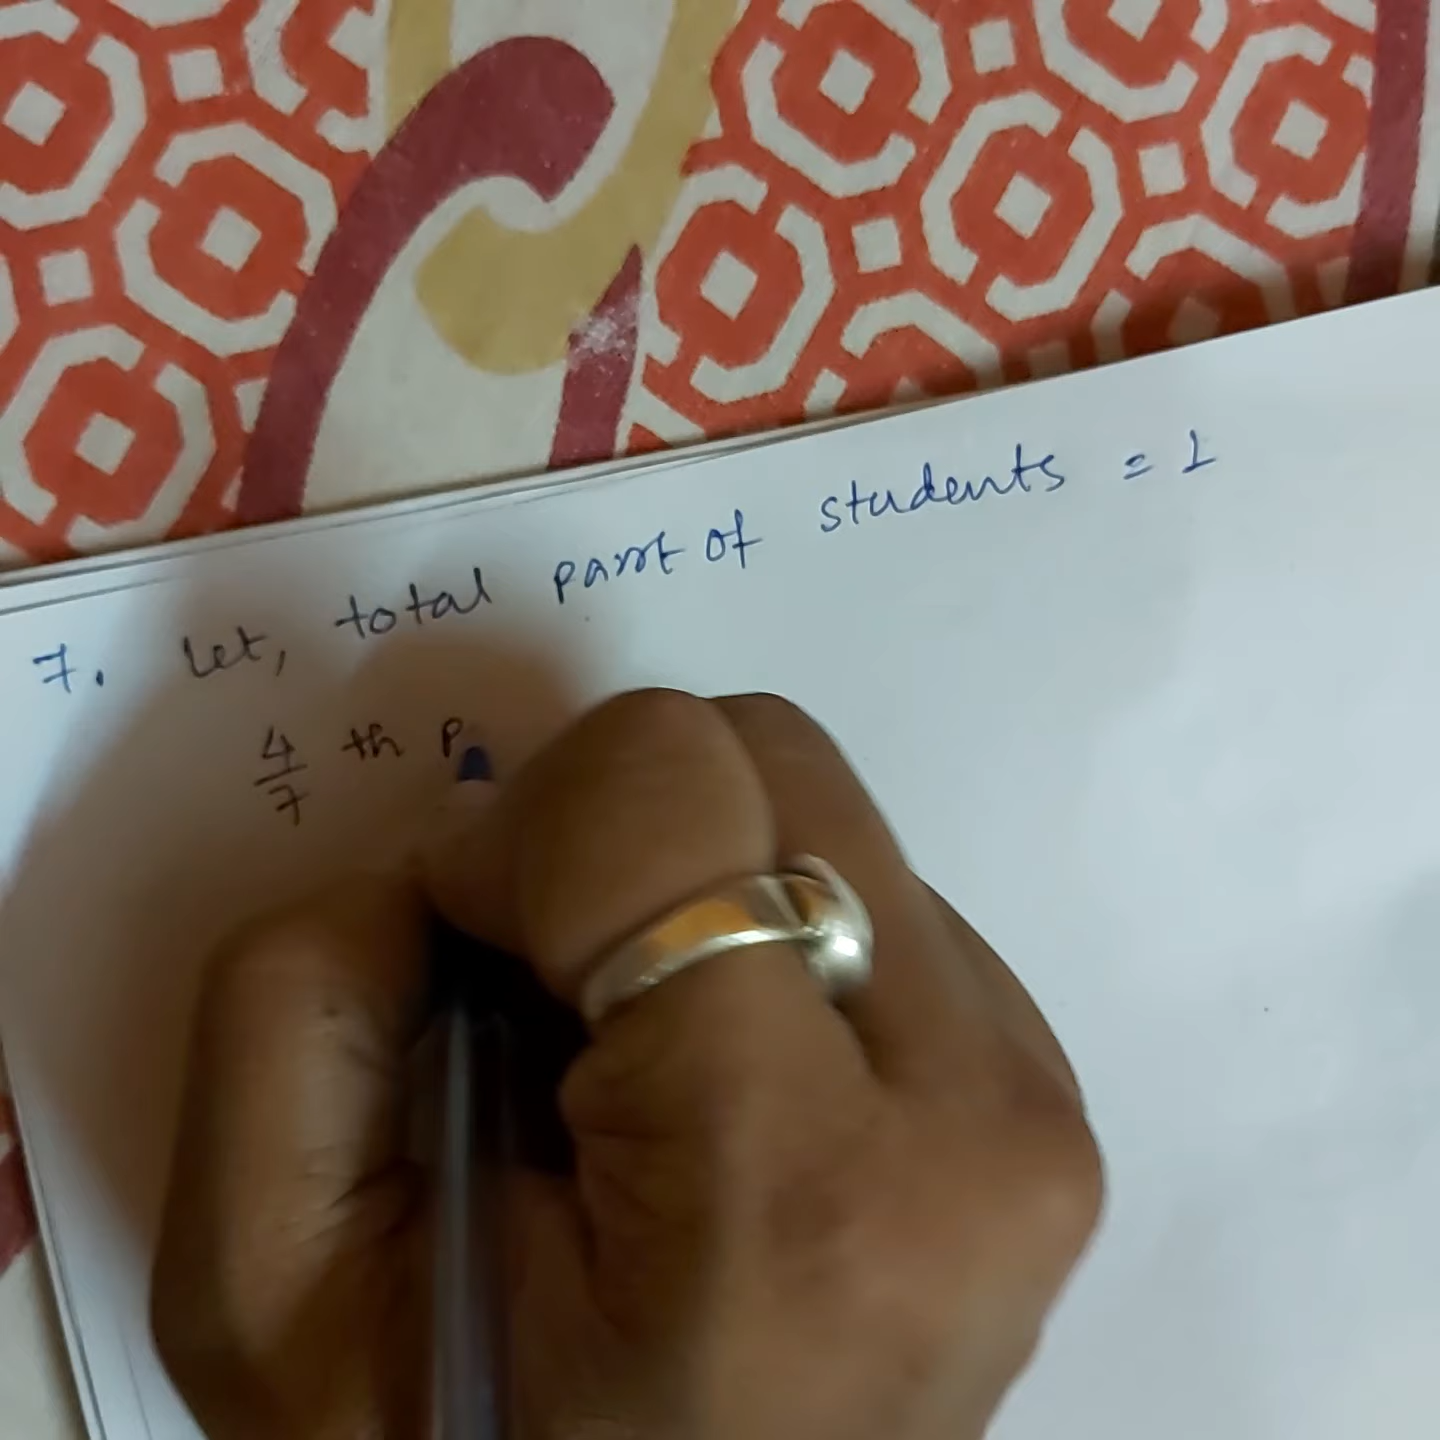 7. Let, total part of students = 1
4/7 th p